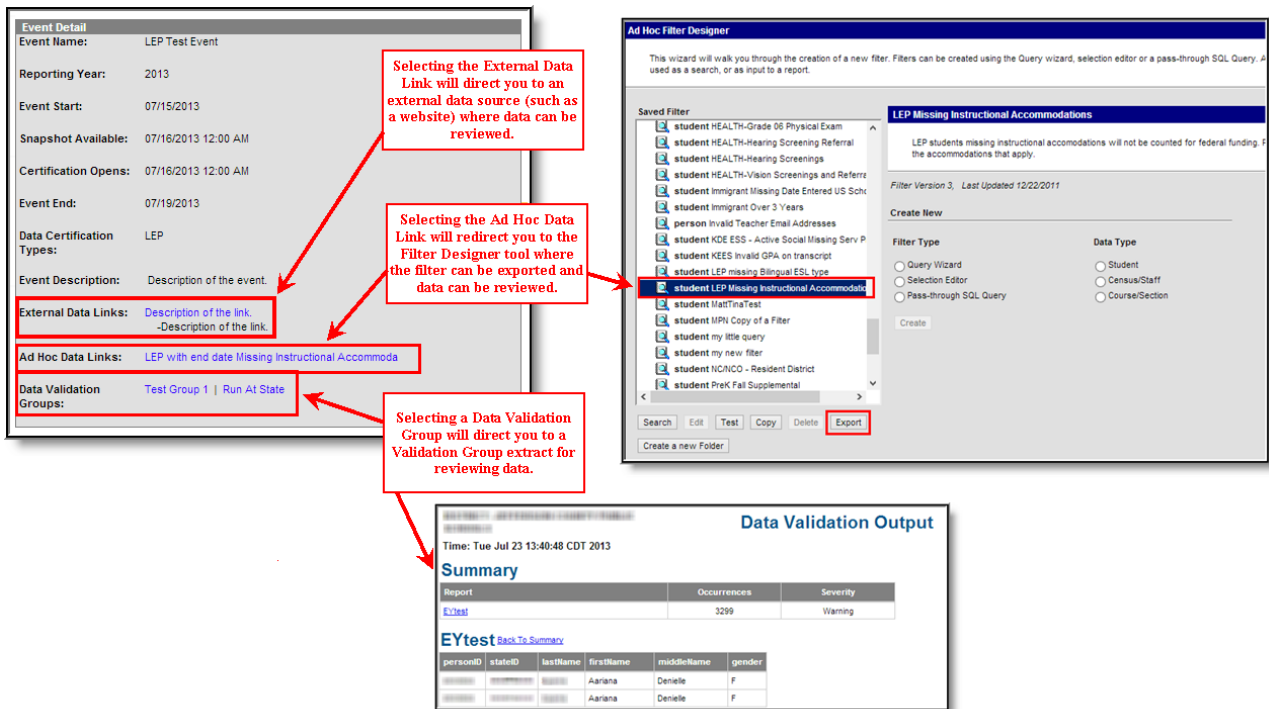 Event Detail
Event Name: LEP Test Event
Reporting Year: 2013
Event Start: 07/15/2013
Snapshot Available: 07/16/2013 12:00 AM
Certification Opens: 07/16/2013 12:00 AM
Event End: 07/19/2013
Data Certification Types: LEP
Event Description: Description of the event.
External Data Links: Description of the link.
-Description of the link.
Ad Hoc Data Links: LEP with end date Missing Instructional Accommoda
Data Validation Groups: Test Group 1 | Run At State
Selecting the External Data
Link will direct you to an
external data source (such as
a website) where data can be
reviewed.
Selecting the Ad Hoc Data
Link will redirect you to the
Filter Designer tool where
the filter can be exported and
data can be reviewed.
Selecting a Data Validation
Group will direct you to a
Validation Group extract for
reviewing data.
Ad Hoc Filter Designer
This wizard will walk you through the creation of a new filter. Filters can be created using the Query wizard, selection editor or a pass-through SQL Query. A
used as a search, or as input to a report.
Saved Filter
student HEALTH-Grade 06 Physical Exam
student HEALTH-Hearing Screening Referral
student HEALTH-Hearing Screenings
student HEALTH-Vision Screenings and Referra
student Immigrant Missing Date Entered US Scho
student Immigrant Over 3 Years
person Invalid Teacher Email Addresses
student KDE ESS - Active Social Missing Serv P
student KEES Invalid GPA on transcript
student LEP missing Bilingual ESL type
student LEP Missing Instructional Accommodatio
student MattTinaTest
student MPN Copy of a Filter
student my little query
student my new filter
student NC/NCO - Resident District
student PreK Fall Supplemental
Search Edit Test Copy Delete Export
Create a new Folder
LEP Missing Instructional Accommodations
LEP students missing instructional accomodations will not be counted for federal funding. F
the accommodations that apply.
Filter Version 3, Last Updated 12/22/2011
Create New
Filter Type Data Type
Query Wizard Student
Selection Editor Census/Staff
Pass-through SQL Query Course/Section
Create
Data Validation Output
Time: Tue Jul 23 13:40:48 CDT 2013
Summary
Report Occurrences Severity
EYtest 3299 Warning
EYtest Back To Summary
personID stateID lastName firstName middleName gender
Aariana Denielle F
Aariana Denielle F